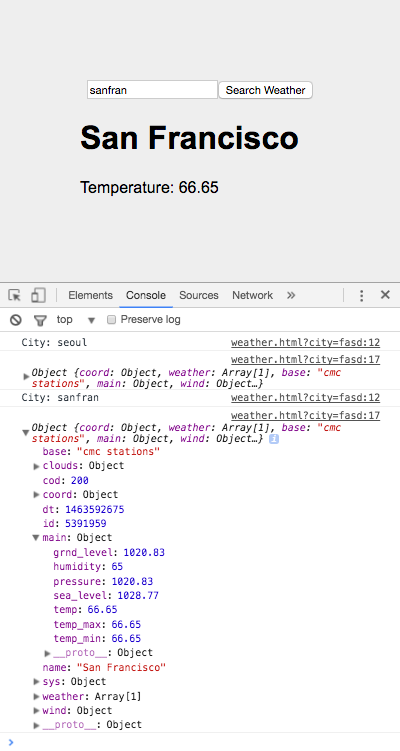 sanfran Search Weather
San Francisco
Temperature: 66.65
Elements Console Sources Network »
top Preserve log
City: seoul weather.html?city=fasd:12
weather.html?city=fasd:17
Object {coord: Object, weather: Array[1], base: "cmc
stations", main: Object, wind: Object…}
City: sanfran weather.html?city=fasd:12
weather.html?city=fasd:17
Object {coord: Object, weather: Array[1], base: "cmc
stations", main: Object, wind: Object…} i
base: "cmc stations"
clouds: Object
cod: 200
coord: Object
dt: 1463592675
id: 5391959
main: Object
grnd_level: 1020.83
humidity: 65
pressure: 1020.83
sea_level: 1028.77
temp: 66.65
temp_max: 66.65
temp_min: 66.65
__proto__: Object
name: "San Francisco"
sys: Object
weather: Array[1]
wind: Object
__proto__: Object